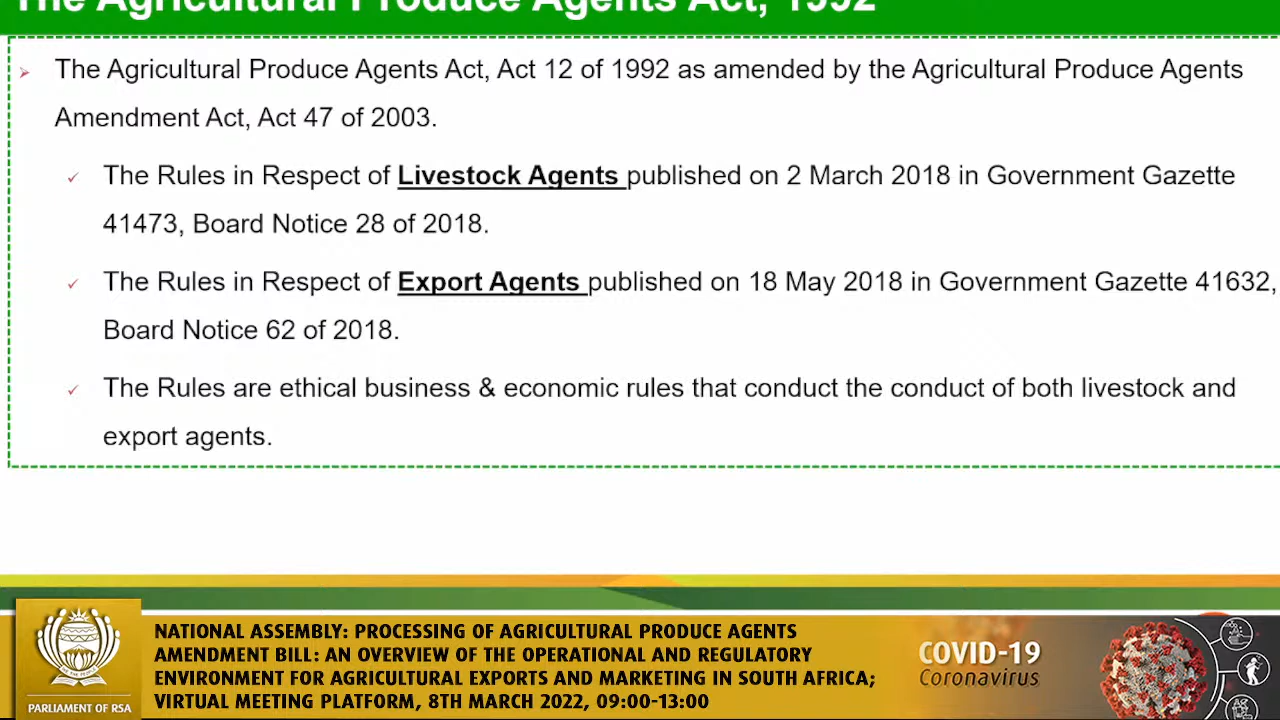 The Agricultural Produce Agents Act, 1992
The Agricultural Produce Agents Act, Act 12 of 1992 as amended by the Agricultural Produce Agents
Amendment Act, Act 47 of 2003.
The Rules in Respect of Livestock Agents published on 2 March 2018 in Government Gazette
41473, Board Notice 28 of 2018.
The Rules in Respect of Export Agents published on 18 May 2018 in Government Gazette 41632,
Board Notice 62 of 2018.
The Rules are ethical business & economic rules that conduct the conduct of both livestock and
export agents.
NATIONAL ASSEMBLY: PROCESSING OF AGRICULTURAL PRODUCE AGENTS
AMENDMENT BILL: AN OVERVIEW OF THE OPERATIONAL AND REGULATORY
ENVIRONMENT FOR AGRICULTURAL EXPORTS AND MARKETING IN SOUTH AFRICA;
VIRTUAL MEETING PLATFORM, 8TH MARCH 2022, 09:00-13:00
PARLIAMENT OF RSA
COVID-19
Coronavirus